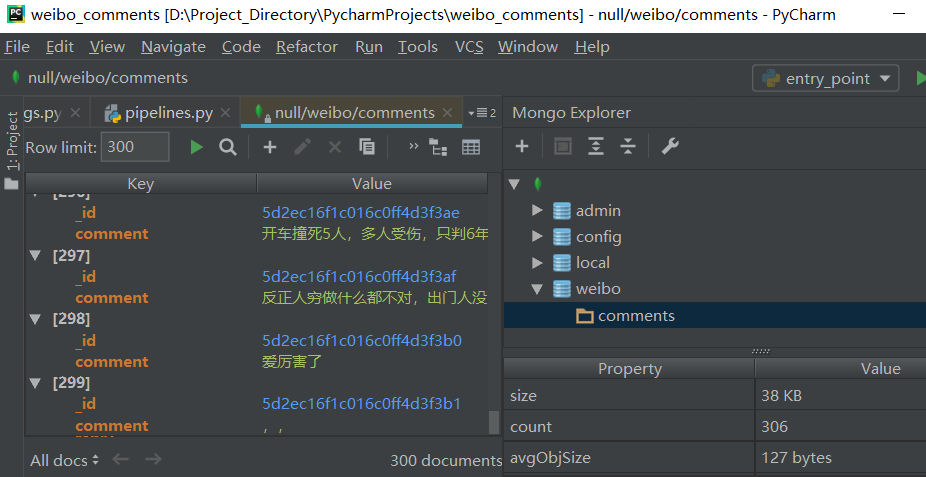 weibo_comments [D:\Project_Directory\PycharmProjects\weibo_comments] - null/weibo/comments - PyCharm
File Edit View Navigate Code Refactor Run Tools VCS Window Help
null/weibo/comments
entry_point
gs.py pipelines.py null/weibo/comments 2
Mongo Explorer
1: Project
Row limit: 300
Key Value
_id 5d2ec16f1c016c0ff4d3f3ae
comment 开车撞死5人，多人受伤，只判6年
[297]
_id 5d2ec16f1c016c0ff4d3f3af
comment 反正人穷做什么都不对，出门人没
[298]
_id 5d2ec16f1c016c0ff4d3f3b0
comment 爱厉害了
[299]
_id 5d2ec16f1c016c0ff4d3f3b1
comment
All docs 300 documents
admin
config
local
weibo
comments
Property Value
size 38 KB
count 306
avgObjSize 127 bytes